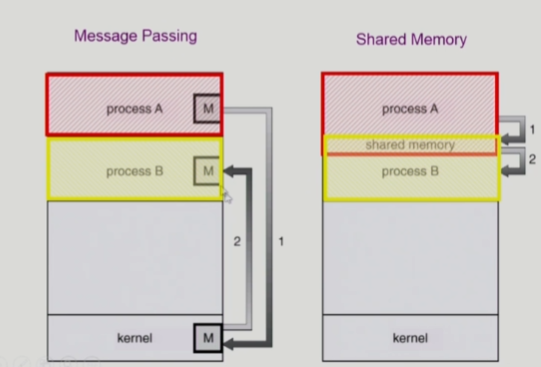 Message Passing
process A M
process B M
2 1
kernel M
Shared Memory
process A
1
shared memory
2
process B
kernel